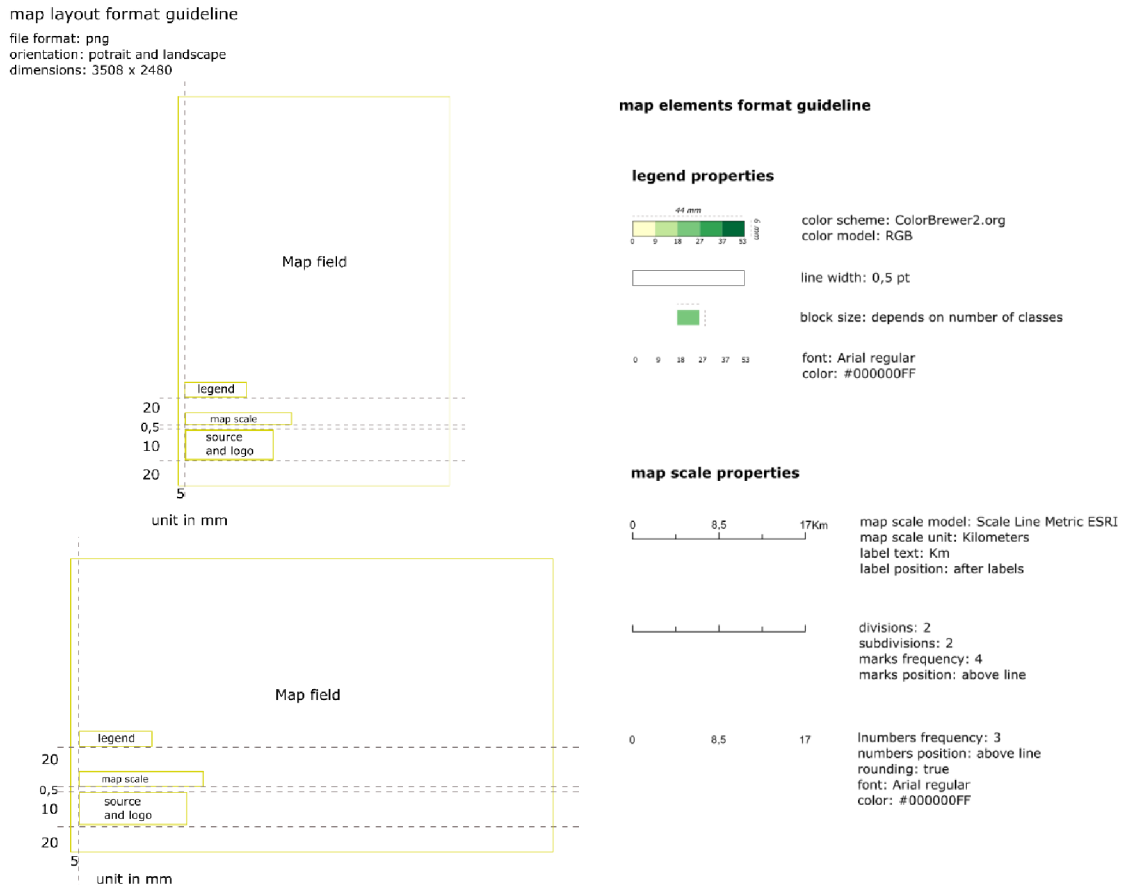 map layout format guideline
file format: png
orientation: potrait and landscape
dimensions: 3508 x 2480
Map field
legend
20
map scale
0,5
source
and logo
10
20
5
unit in mm
Map field
legend
20
map scale
0,5
source
and logo
10
20
5
unit in mm
map elements format guideline
legend properties
44 mm
6 mm
0 9 18 27 37 53
color scheme: ColorBrewer2.org
color model: RGB
line width: 0,5 pt
block size: depends on number of classes
0 9 18 27 37 53
font: Arial regular
color: #000000FF
map scale properties
0 8,5 17Km
map scale model: Scale Line Metric ESRI
map scale unit: Kilometers
label text: Km
label position: after labels
divisions: 2
subdivisions: 2
marks frequency: 4
marks position: above line
0 8,5 17
lnumbers frequency: 3
numbers position: above line
rounding: true
font: Arial regular
color: #000000FF